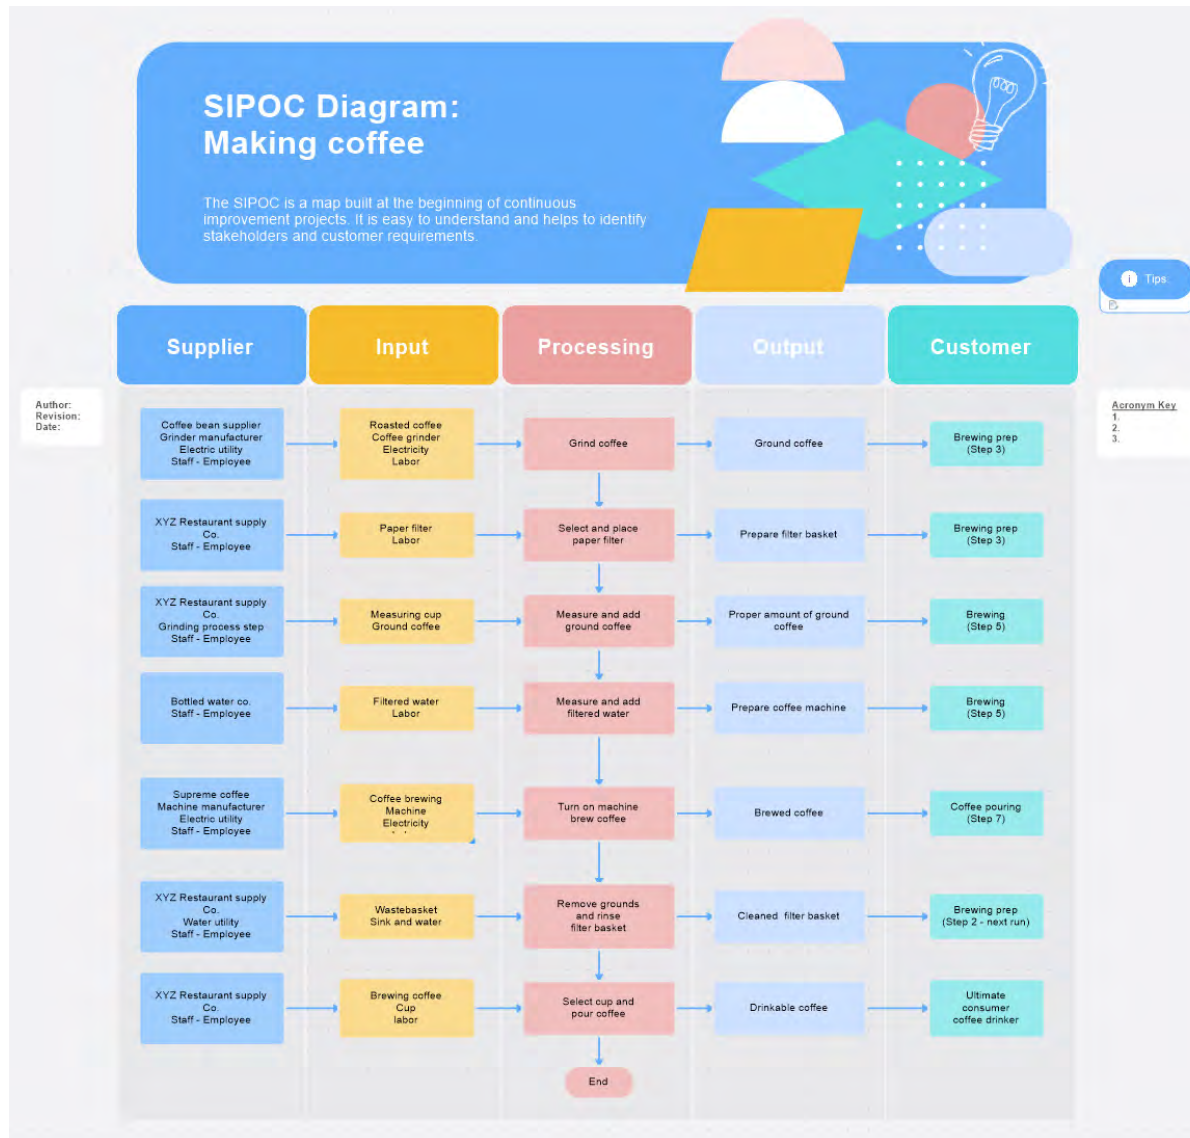 SIPOC Diagram:
Making coffee
The SIPOC is a map built at the beginning of continuous
improvement projects. It is easy to understand and helps to identify
stakeholders and customer requirements.
i Tips
Supplier
Input
Processing
Output
Customer
Author:
Revision:
Date:
Acronym Key
1.
2.
3.
Coffee bean supplier
Grinder manufacturer
Electric utility
Staff - Employee
Roasted coffee
Coffee grinder
Electricity
Labor
Grind coffee
Ground coffee
Brewing prep
(Step 3)
XYZ Restaurant supply
Co.
Staff - Employee
Paper filter
Labor
Select and place
paper filter
Prepare filter basket
Brewing prep
(Step 3)
XYZ Restaurant supply
Co.
Grinding process step
Staff - Employee
Measuring cup
Ground coffee
Measure and add
ground coffee
Proper amount of ground
coffee
Brewing
(Step 5)
Bottled water co.
Staff - Employee
Filtered water
Labor
Measure and add
filtered water
Prepare coffee machine
Brewing
(Step 5)
Supreme coffee
Machine manufacturer
Electric utility
Staff - Employee
Coffee brewing
Machine
Electricity
Turn on machine
brew coffee
Brewed coffee
Coffee pouring
(Step 7)
XYZ Restaurant supply
Co.
Water utility
Staff - Employee
Wastebasket
Sink and water
Remove grounds
and rinse
filter basket
Cleaned filter basket
Brewing prep
(Step 2 - next run)
XYZ Restaurant supply
Co.
Staff - Employee
Brewing coffee
Cup
labor
Select cup and
pour coffee
Drinkable coffee
Ultimate
consumer
coffee drinker
End